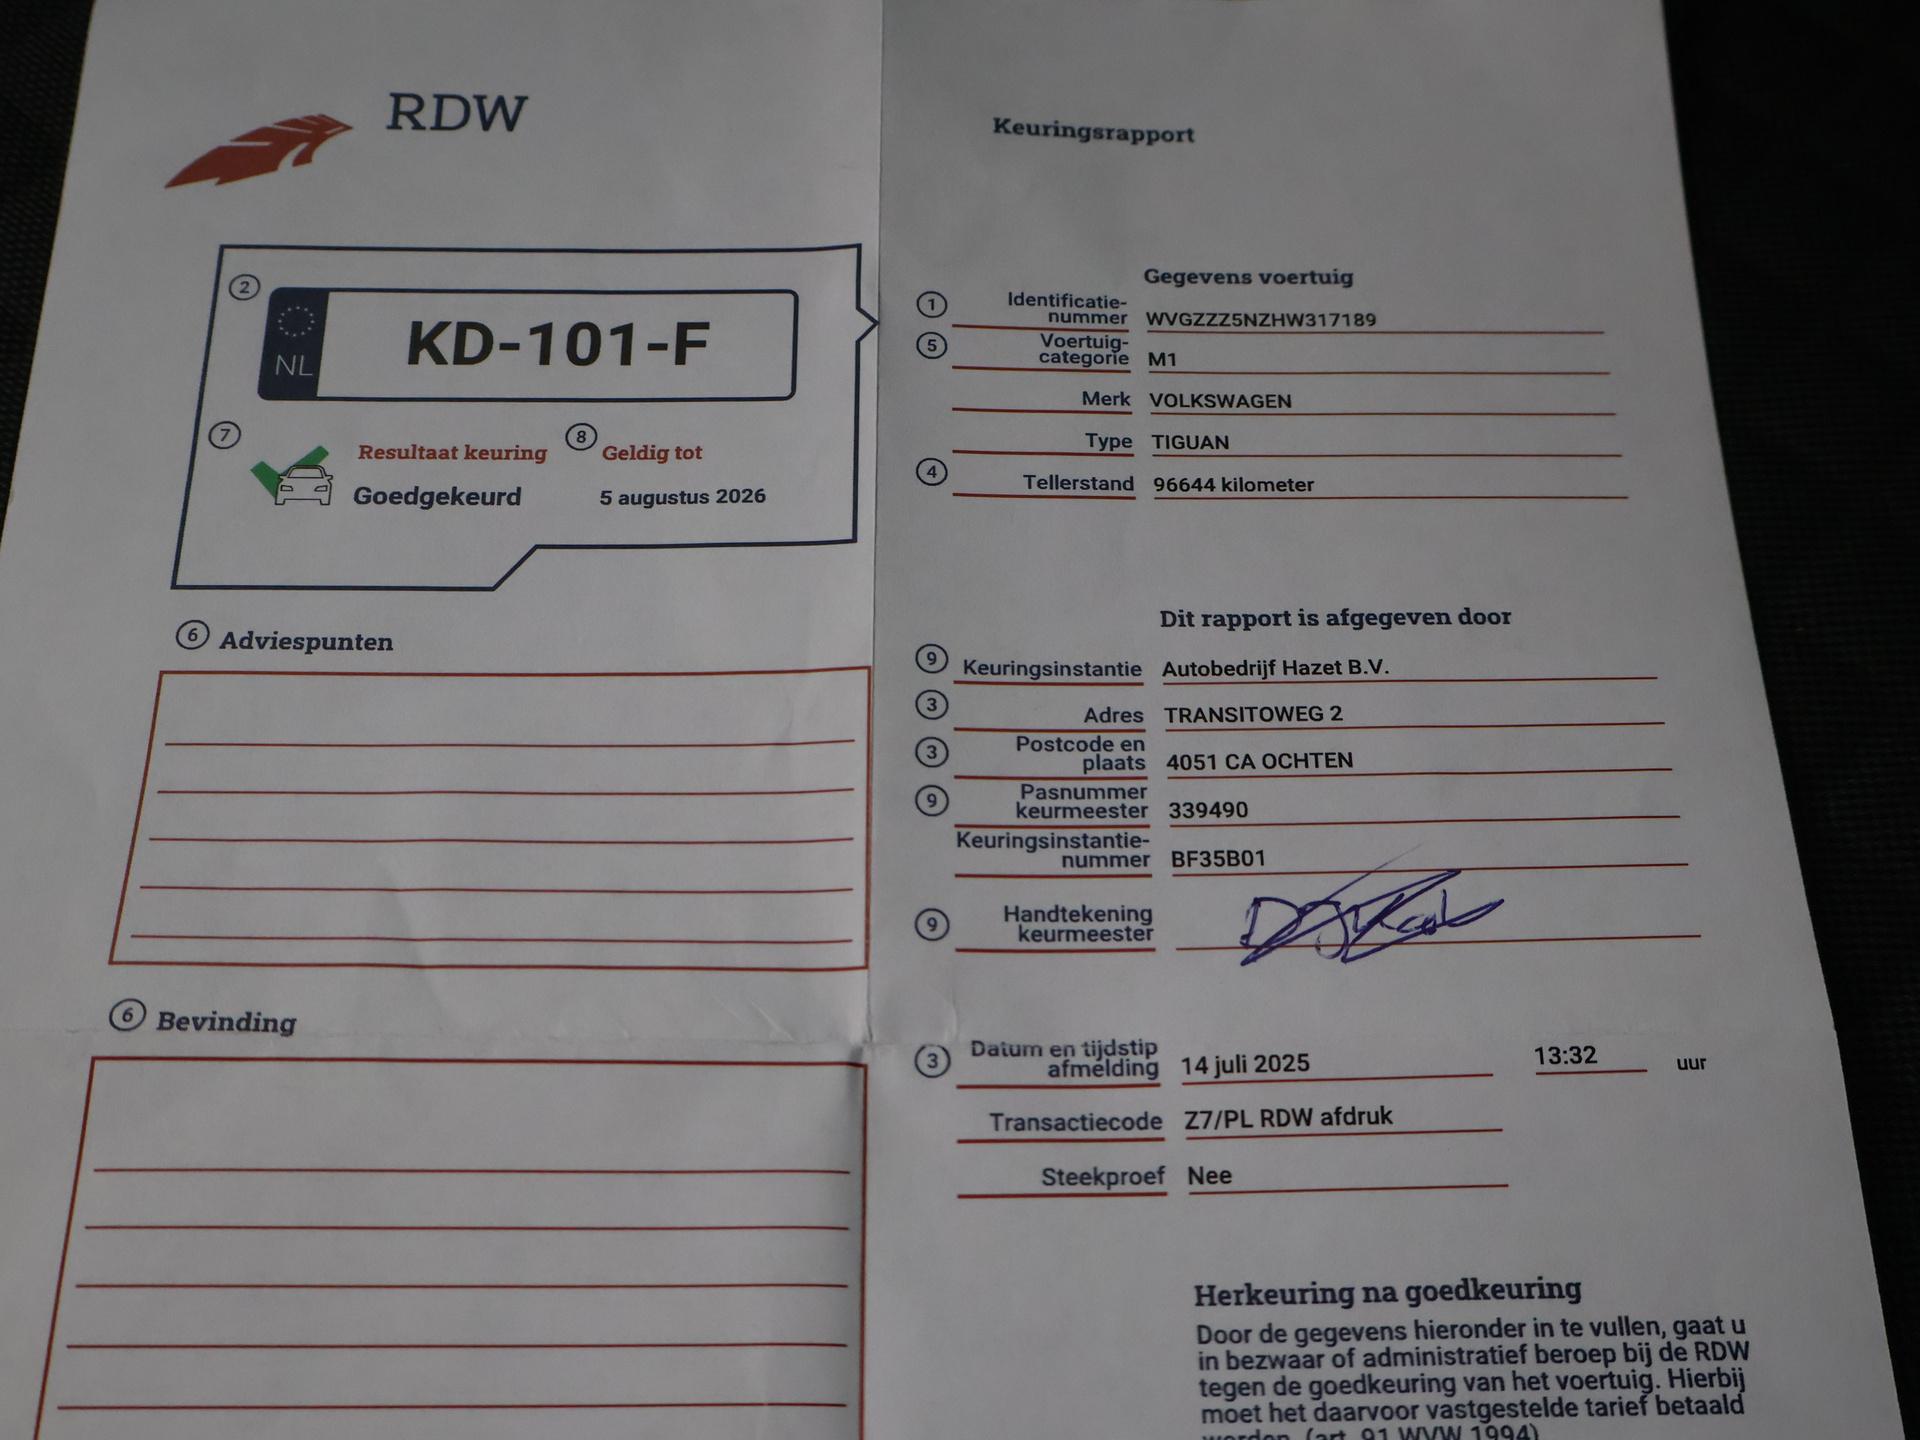 RDW
Keuringsrapport
2
NL
KD-101-F
7
Resultaat keuring
Goedgekeurd
8
Geldig tot
5 augustus 2026
6 Adviespunten
6 Bevinding
Gegevens voertuig
1 Identificatie-
nummer WVGZZZ5NZHW317189
5 Voertuig-
categorie M1
Merk VOLKSWAGEN
Type TIGUAN
4 Tellerstand 96644 kilometer
Dit rapport is afgegeven door
9 Keuringsinstantie Autobedrijf Hazet B.V.
3 Adres TRANSITOWEG 2
3 Postcode en
plaats 4051 CA OCHTEN
9 Pasnummer
keurmeester 339490
Keuringsinstantie-
nummer BF35B01
9 Handtekening
keurmeester
3 Datum en tijdstip
afmelding 14 juli 2025 13:32 uur
Transactiecode Z7/PL RDW afdruk
Steekproef Nee
Herkeuring na goedkeuring
Door de gegevens hieronder in te vullen, gaat u
in bezwaar of administratief beroep bij de RDW
tegen de goedkeuring van het voertuig. Hierbij
moet het daarvoor vastgestelde tarief betaald
worden. (art. 91 WVW 1994)